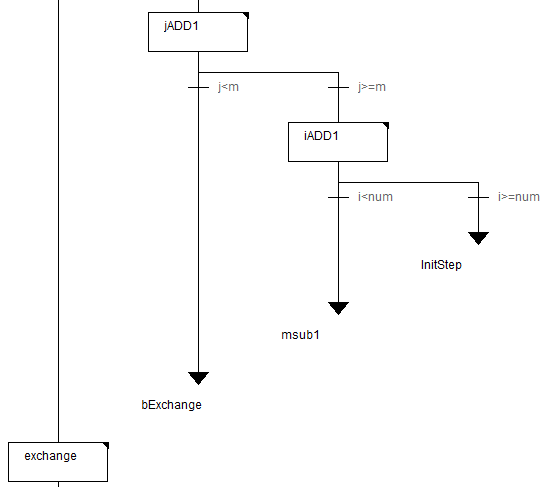 jADD1
j<m
j>=m
iADD1
i<num
i>=num
InitStep
msub1
bExchange
exchange